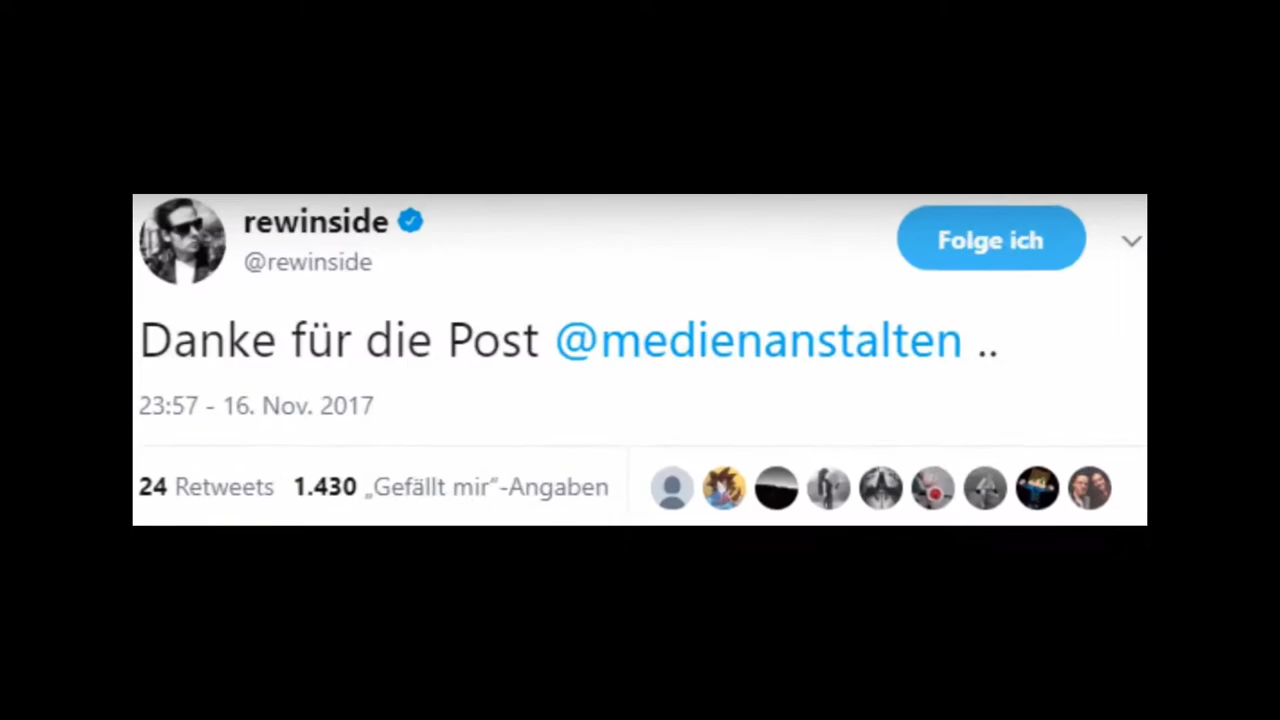 rewinside
@rewinside
Folge ich
Danke für die Post @medienanstalten ..
23:57 - 16. Nov. 2017
24 Retweets 1.430 „Gefällt mir“-Angaben